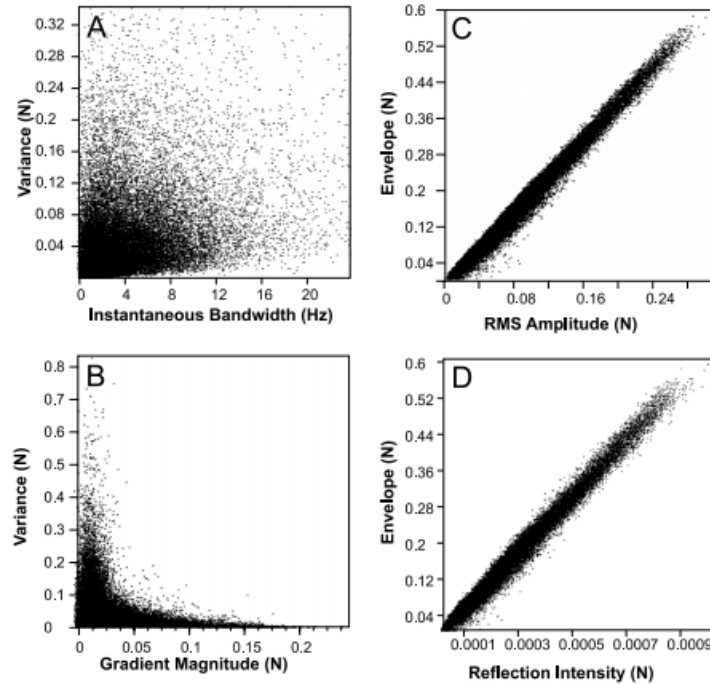 A
0.32
0.28
0.24
0.2
0.16
0.12
0.08
0.04
Variance (N)
0 4 8 12 16 20
Instantaneous Bandwidth (Hz)
C
0.6
0.52
0.44
0.36
0.28
0.2
0.12
0.04
Envelope (N)
0 0.08 0.16 0.24
RMS Amplitude (N)
B
0.8
0.7
0.6
0.5
0.4
0.3
0.2
0.1
0
Variance (N)
0 0.05 0.1 0.15 0.2
Gradient Magnitude (N)
D
0.6
0.52
0.44
0.36
0.28
0.2
0.12
0.04
Envelope (N)
0.0001 0.0003 0.0005 0.0007 0.0009
Reflection Intensity (N)